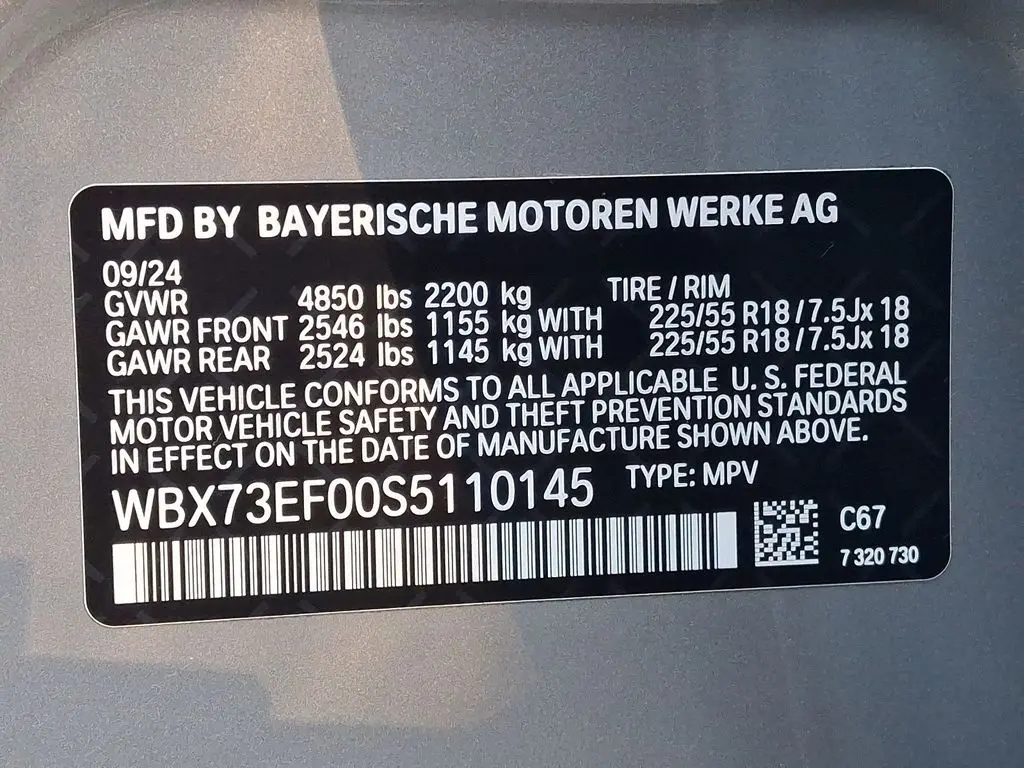 MFD BY BAYERISCHE MOTOREN WERKE AG
09/24
GVWR 4850 lbs 2200 kg TIRE / RIM
GAWR FRONT 2546 lbs 1155 kg WITH 225/55 R18 / 7.5Jx 18
GAWR REAR 2524 lbs 1145 kg WITH 225/55 R18 / 7.5Jx 18
THIS VEHICLE CONFORMS TO ALL APPLICABLE U. S. FEDERAL
MOTOR VEHICLE SAFETY AND THEFT PREVENTION STANDARDS
IN EFFECT ON THE DATE OF MANUFACTURE SHOWN ABOVE.
WBX73EF00S5110145 TYPE: MPV
C67
7 320 730